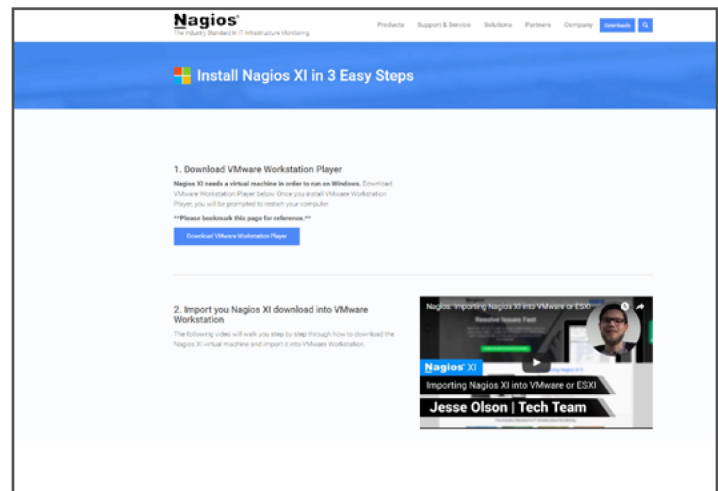 Nagios®
The Industry Standard In IT Infrastructure Monitoring
Products Support & Service Solutions Partners Company Downloads
Install Nagios XI in 3 Easy Steps
1. Download VMware Workstation Player
Nagios XI needs a virtual machine in order to run on Windows. Download
VMware Workstation Player below. Once you install VMware Workstation
Player, you will be prompted to restart your computer.
**Please bookmark this page for reference.**
Download VMware Workstation Player
2. Import you Nagios XI download into VMware
Workstation
The following video will walk you step by step through how to download the
Nagios XI virtual machine and import it into VMware Workstation.
Nagios: Importing Nagios XI into VMware or ESXI
Resolve Issues Fast
Nagios® XI
Importing Nagios XI into VMware or ESXI
Jesse Olson | Tech Team